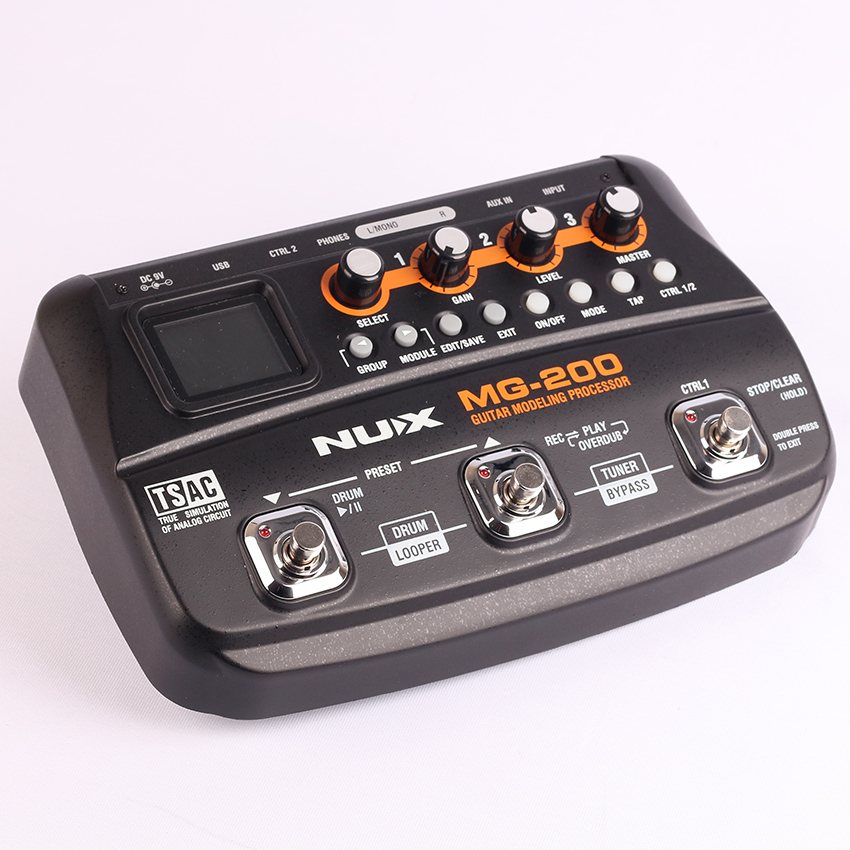 DC 9V
USB
CTRL 2
PHONES
L/MONO R
AUX IN
INPUT
1 2 3
SELECT
GAIN
LEVEL
MASTER
GROUP
MODULE
EDIT/SAVE
EXIT
ON/OFF
MODE
TAP
CTRL 1/2
MG-200
GUITAR MODELING PROCESSOR
NUX
PRESET
TSAC
TRUE SIMULATION
OF ANALOG CIRCUIT
DRUM
DRUM
LOOPER
REC PLAY
OVERDUB
TUNER
BYPASS
CTRL1
STOP/CLEAR
(HOLD)
DOUBLE PRESS
TO EXIT